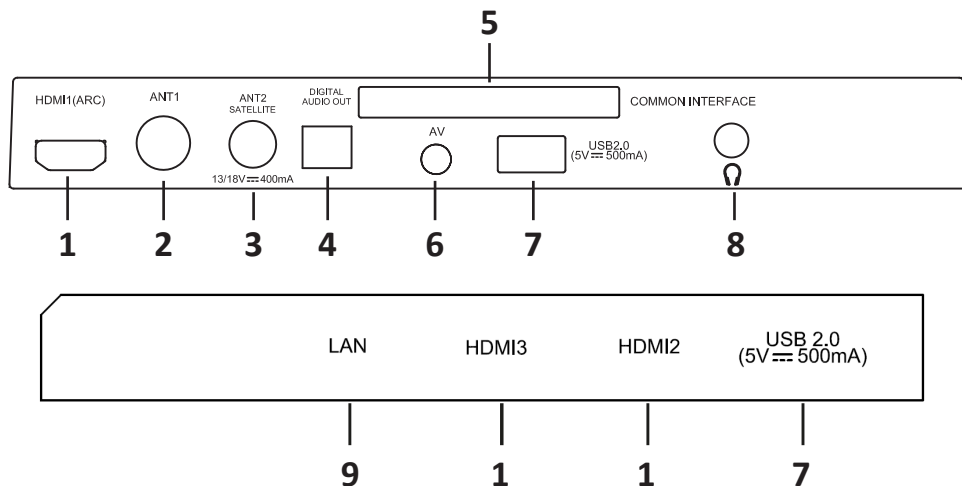 5
HDMI1(ARC)
ANT1
ANT2
SATELLITE
13/18V⎓400mA
DIGITAL
AUDIO OUT
AV
USB2.0
(5V⎓500mA)
COMMON INTERFACE
1 2 3 4 6 7 8
LAN
HDMI3
HDMI2
USB 2.0
(5V⎓500mA)
9 1 1 7